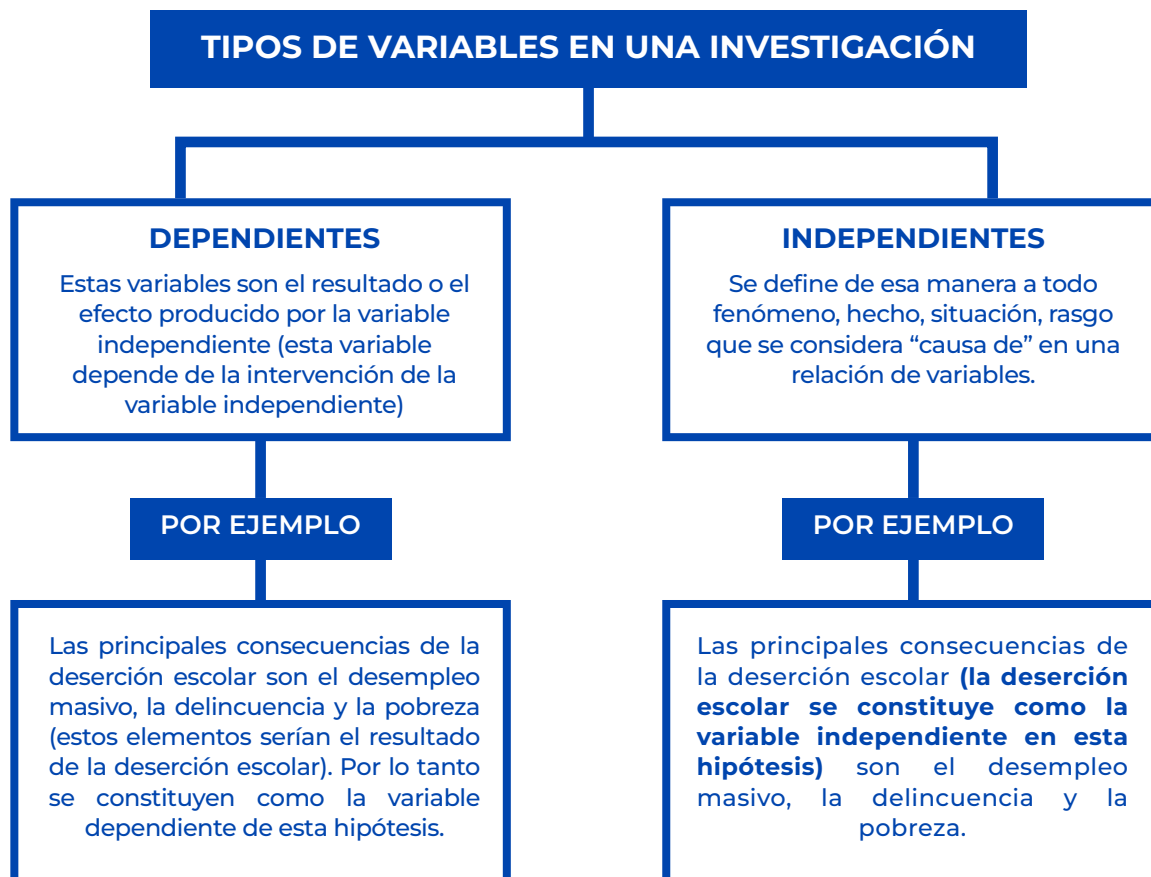 TIPOS DE VARIABLES EN UNA INVESTIGACIÓN
DEPENDIENTES
Estas variables son el resultado o el
efecto producido por la variable
independiente (esta variable
depende de la intervención de la
variable independiente)
POR EJEMPLO
Las principales consecuencias de la
deserción escolar son el desempleo
masivo, la delincuencia y la pobreza
(estos elementos serían el resultado
de la deserción escolar). Por lo tanto
se constituyen como la variable
dependiente de esta hipótesis.
INDEPENDIENTES
Se define de esa manera a todo
fenómeno, hecho, situación, rasgo
que se considera “causa de” en una
relación de variables.
POR EJEMPLO
Las principales consecuencias de
la deserción escolar (la deserción
escolar se constituye como la
variable independiente en esta
hipótesis) son el desempleo
masivo, la delincuencia y la
pobreza.